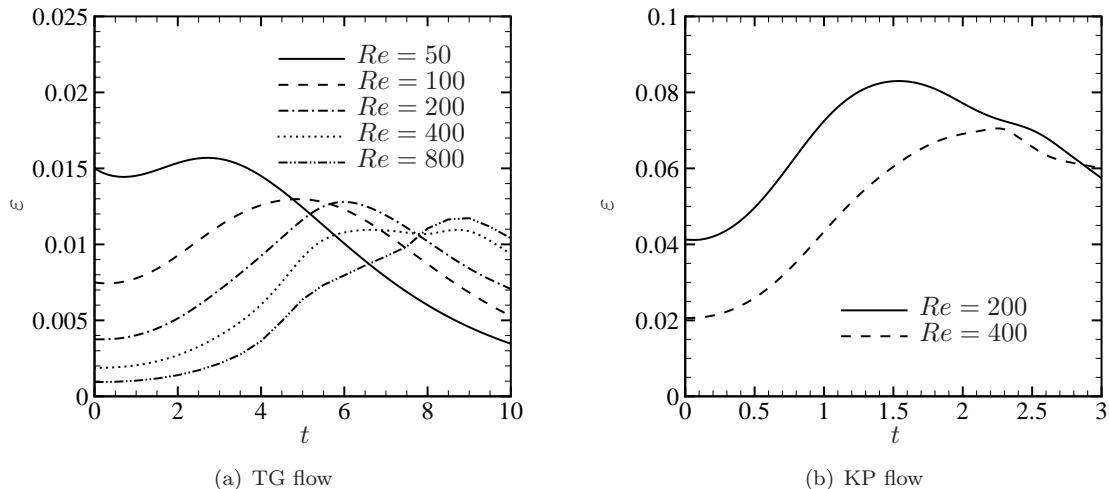 0.025
0.02
0.015
0.01
0.005
0
ε
0 2 4 6 8 10
t
Re = 50
Re = 100
Re = 200
Re = 400
Re = 800
(a) TG flow
0.1
0.08
0.06
0.04
0.02
0
ε
0 0.5 1 1.5 2 2.5 3
t
Re = 200
Re = 400
(b) KP flow